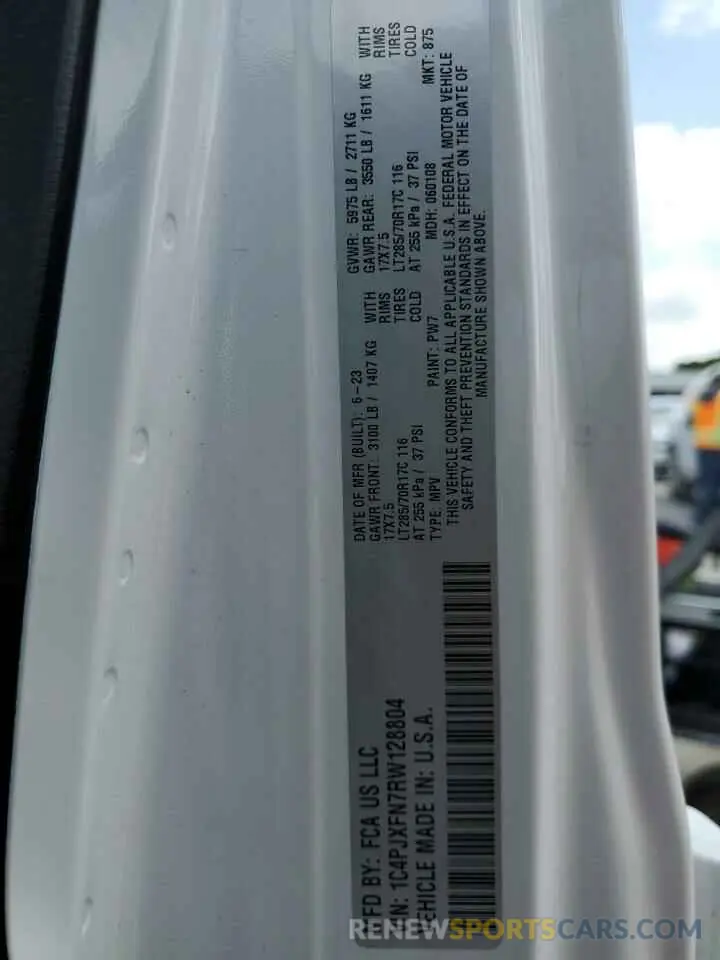 MFD BY: FCA US LLC
VIN: 1C4PJXFN7RW128804
VEHICLE MADE IN: U.S.A.
DATE OF MFR (BUILT): 6-23
GVWR: 5975 LB / 2711 KG
GAWR FRONT: 3100 LB / 1407 KG WITH
GAWR REAR: 3550 LB / 1611 KG WITH
17X7.5 RIMS
17X7.5 RIMS
LT285/70R17C 116 TIRES
LT285/70R17C 116 TIRES
AT 255 kPa / 37 PSI COLD
AT 255 kPa / 37 PSI COLD
TYPE: MPV PAINT: PW7 MDH: 060108 MKT: 875
THIS VEHICLE CONFORMS TO ALL APPLICABLE U.S.A. FEDERAL MOTOR VEHICLE
SAFETY AND THEFT PREVENTION STANDARDS IN EFFECT ON THE DATE OF
MANUFACTURE SHOWN ABOVE.
RENEWSPORTSCARS.COM